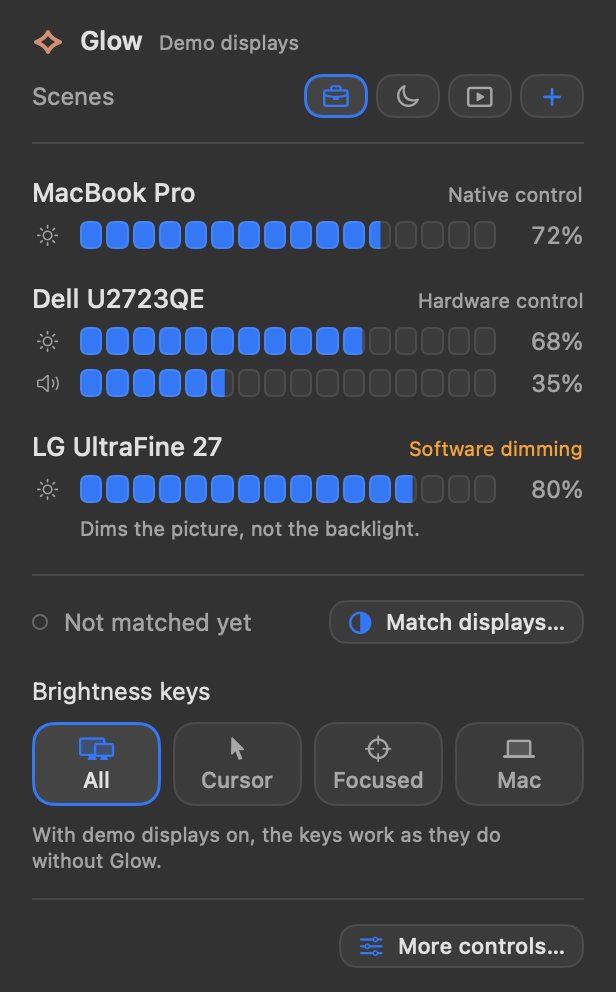 Glow Demo displays
Scenes
MacBook Pro Native control
72%
Dell U2723QE Hardware control
68%
35%
LG UltraFine 27 Software dimming
80%
Dims the picture, not the backlight.
Not matched yet Match displays...
Brightness keys
All Cursor Focused Mac
With demo displays on, the keys work as they do
without Glow.
More controls...